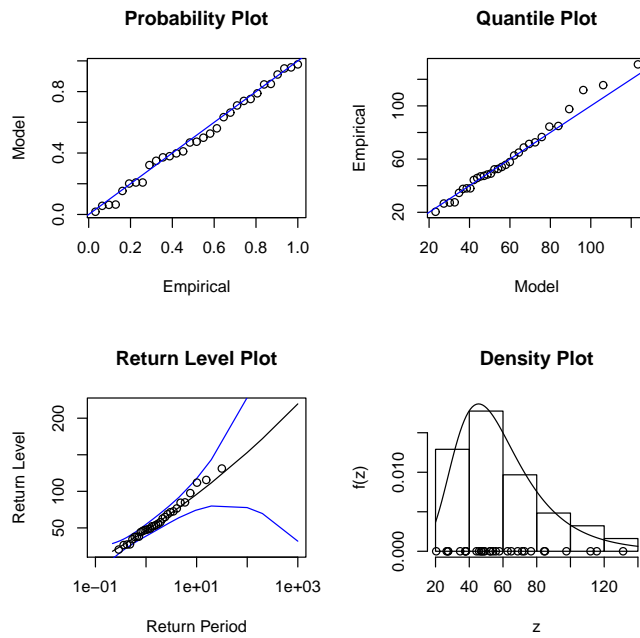 Probability Plot
Model
0.0 0.4 0.8
0.0 0.2 0.4 0.6 0.8 1.0
Empirical
Quantile Plot
Empirical
20 60 100
20 40 60 80 100
Model
Return Level Plot
Return Level
50 100 200
1e−01 1e+01 1e+03
Return Period
Density Plot
f(z)
0.000 0.010
20 40 60 80 120
z